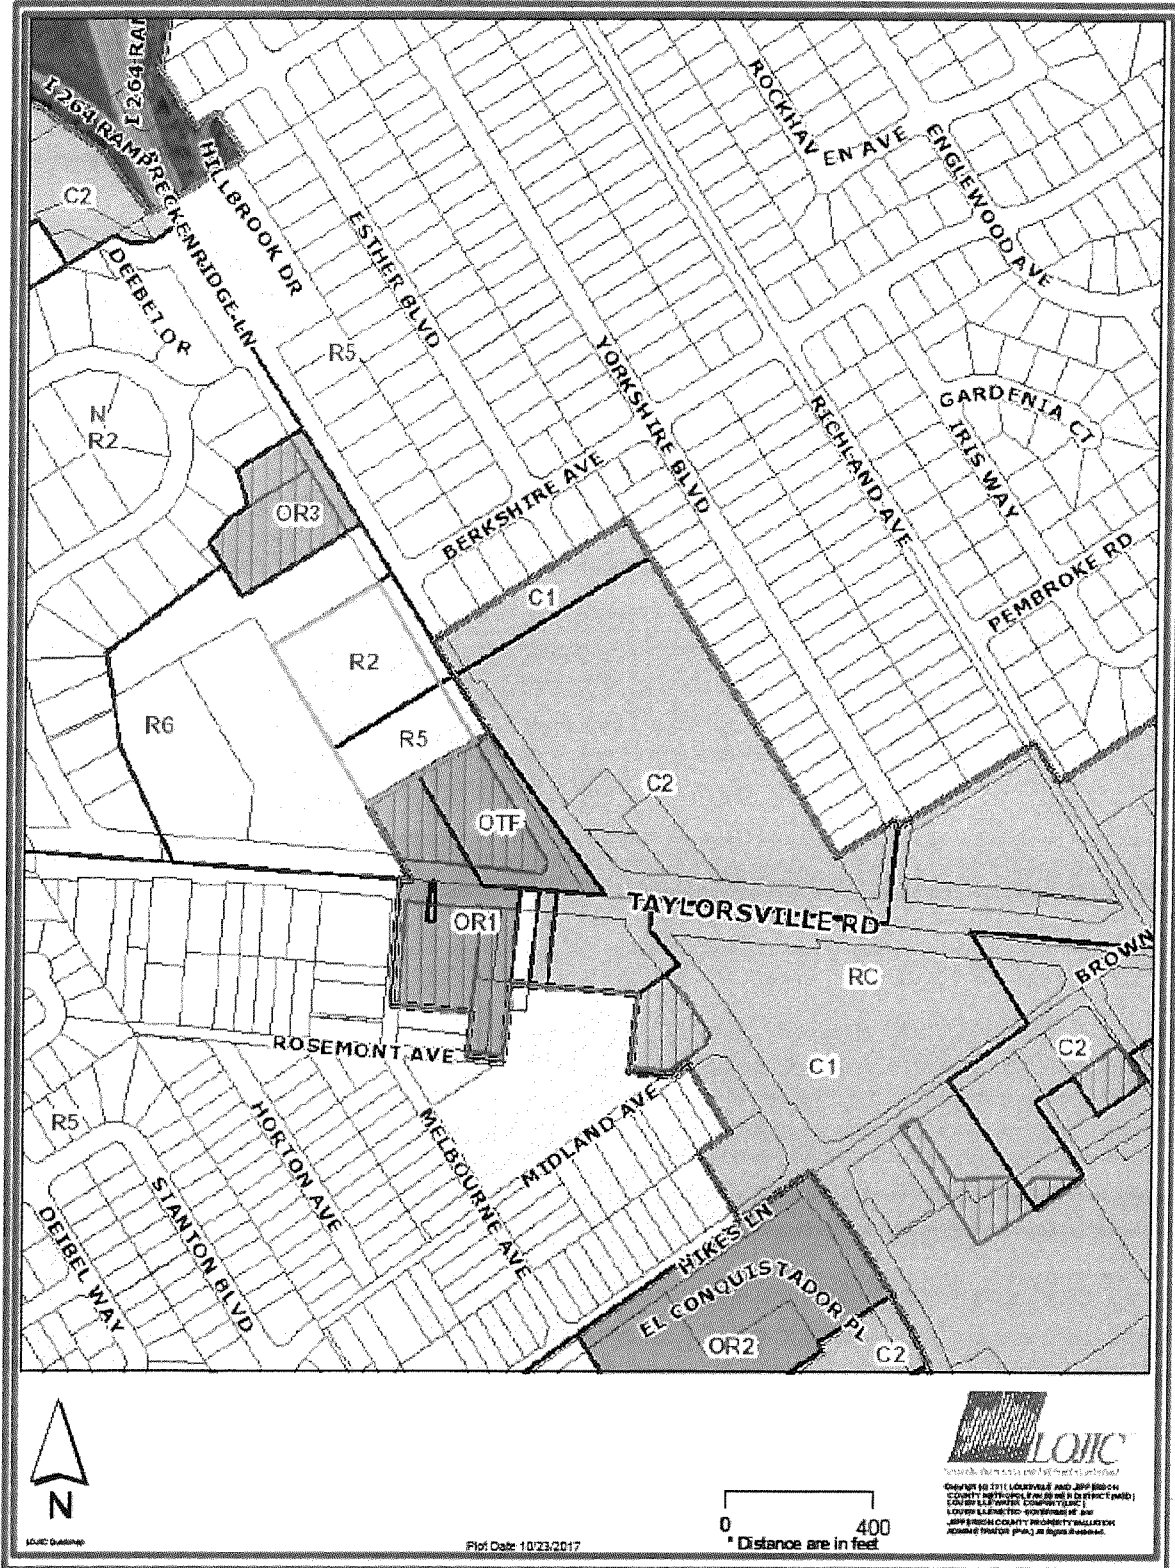 I 264 RAMP
I 264 RAM
C2
BRECKENRIDGE LN
HILLBROOK DR
DEEBET DR
ESTHER BLVD
ROCKHAVEN AVE
ENGLEWOOD AVE
R5
N
R2
YORKSHIRE BLVD
GARDENIA CT
RICHLAND AVE
IRIS WAY
OR3
BERKSHIRE AVE
PEMBROKE RD
C1
R2
R6
R5
C2
OTF
OR1
TAYLORSVILLE RD
BROWN
RC
ROSEMONT AVE
C2
C1
R5
HORTON AVE
MELBOURNE AVE
MIDLAND AVE
STANTON BLVD
DEIBEL WAY
HIKES LN
EL CONQUISTADOR PL
OR2
C2
N
LOJIC
0 400
* Distance are in feet
Plot Date 10/23/2017